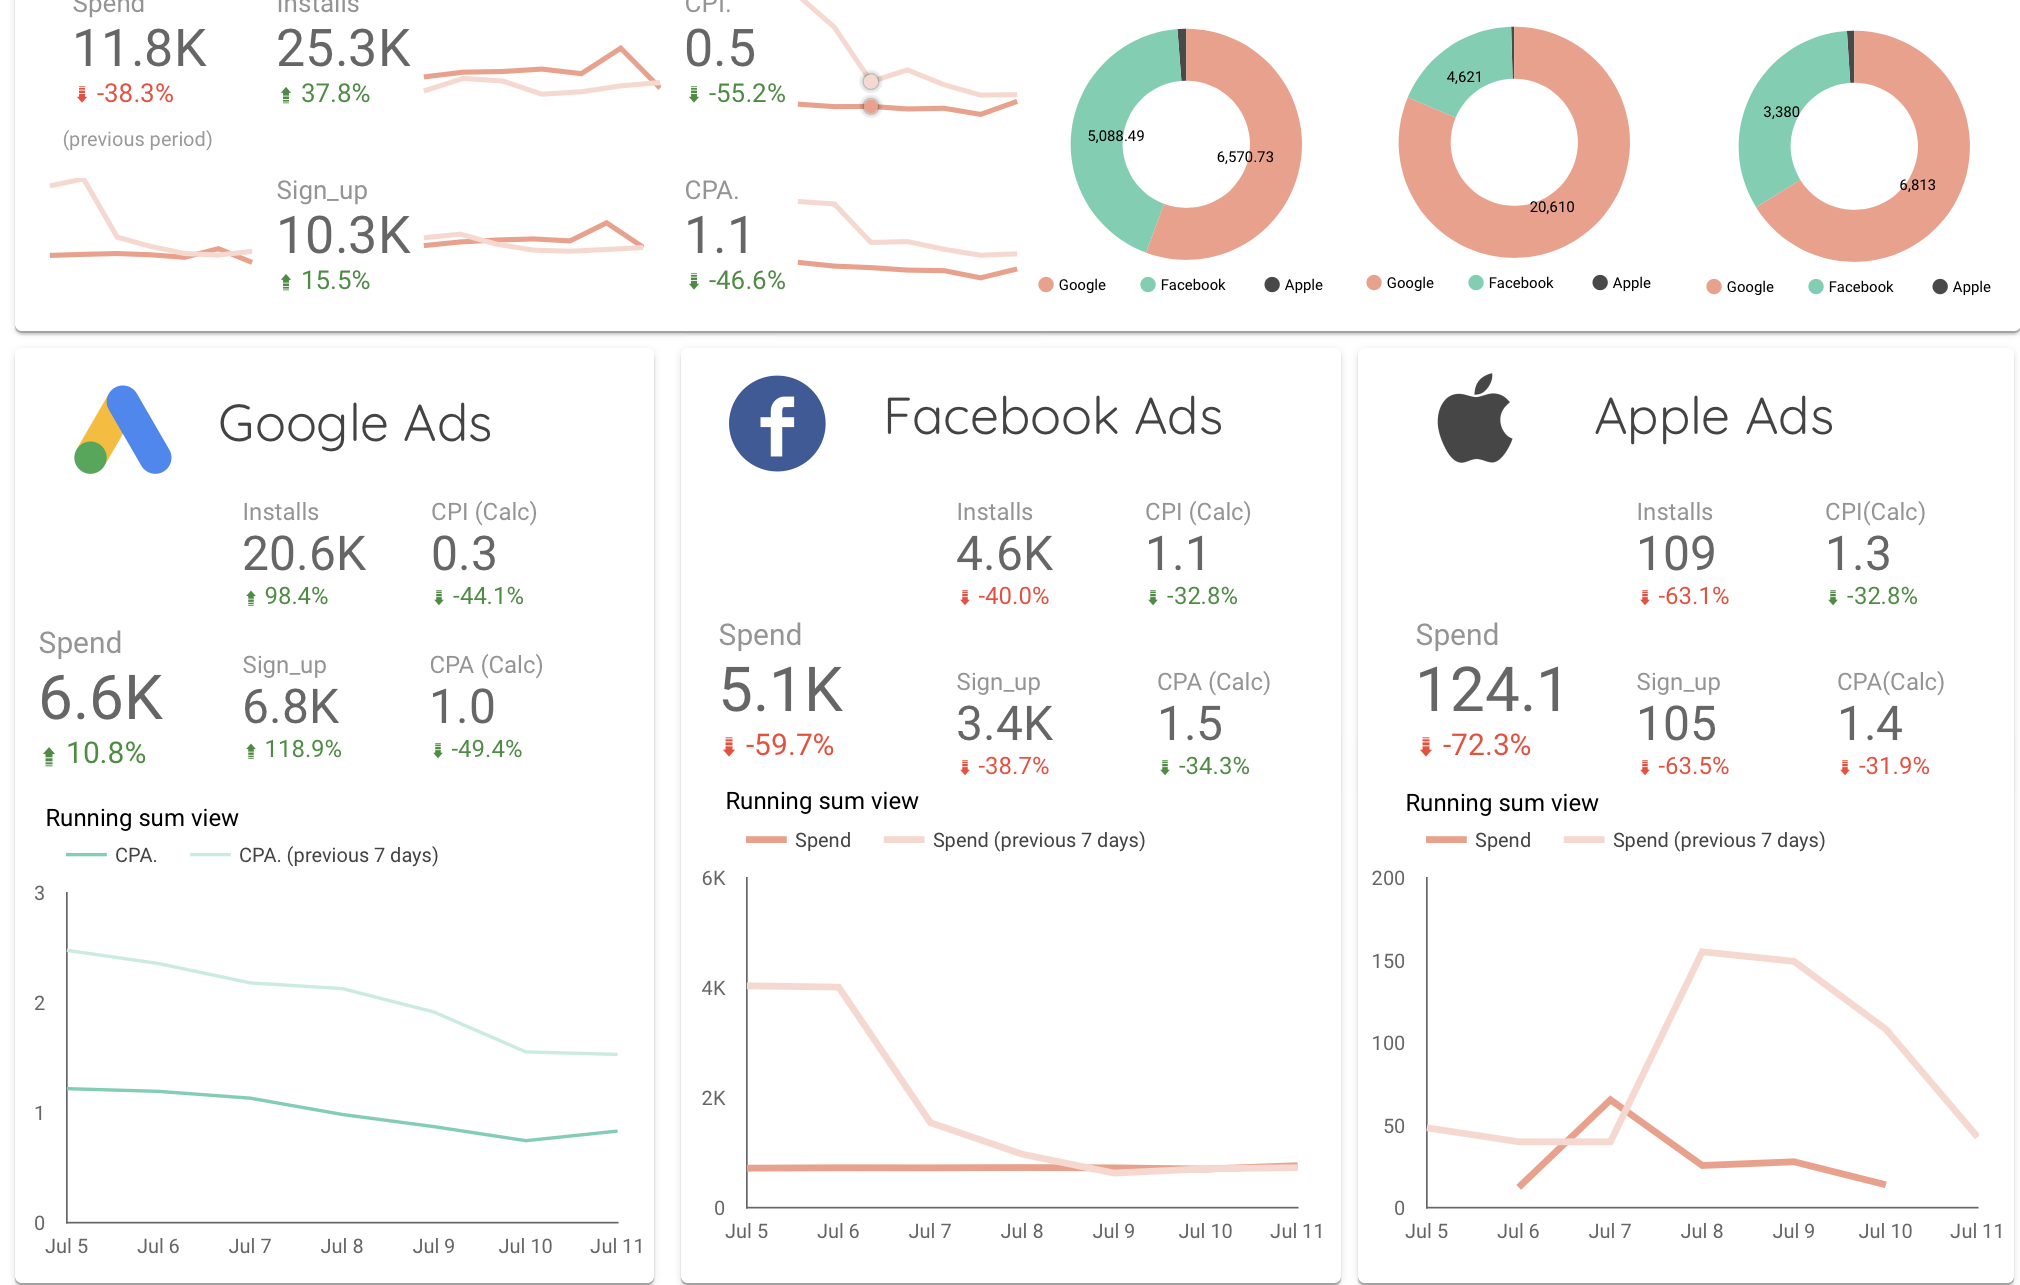 Spend
11.8K
-38.3%
(previous period)
Installs
25.3K
37.8%
CPI.
0.5
-55.2%
Sign_up
10.3K
15.5%
CPA.
1.1
-46.6%
5,088.49
6,570.73
Google
Facebook
Apple
4,621
20,610
Google
Facebook
Apple
3,380
6,813
Google
Facebook
Apple
Google Ads
Installs
20.6K
98.4%
CPI (Calc)
0.3
-44.1%
Spend
6.6K
10.8%
Sign_up
6.8K
118.9%
CPA (Calc)
1.0
-49.4%
Running sum view
CPA.
CPA. (previous 7 days)
3
2
1
0
Jul 5
Jul 6
Jul 7
Jul 8
Jul 9
Jul 10
Jul 11
f
Facebook Ads
Installs
4.6K
-40.0%
CPI (Calc)
1.1
-32.8%
Spend
5.1K
-59.7%
Sign_up
3.4K
-38.7%
CPA (Calc)
1.5
-34.3%
Running sum view
Spend
Spend (previous 7 days)
6K
4K
2K
0
Jul 5
Jul 6
Jul 7
Jul 8
Jul 9
Jul 10
Jul 11
Apple Ads
Installs
109
-63.1%
CPI(Calc)
1.3
-32.8%
Spend
124.1
-72.3%
Sign_up
105
-63.5%
CPA(Calc)
1.4
-31.9%
Running sum view
Spend
Spend (previous 7 days)
200
150
100
50
0
Jul 5
Jul 6
Jul 7
Jul 8
Jul 9
Jul 10
Jul 11